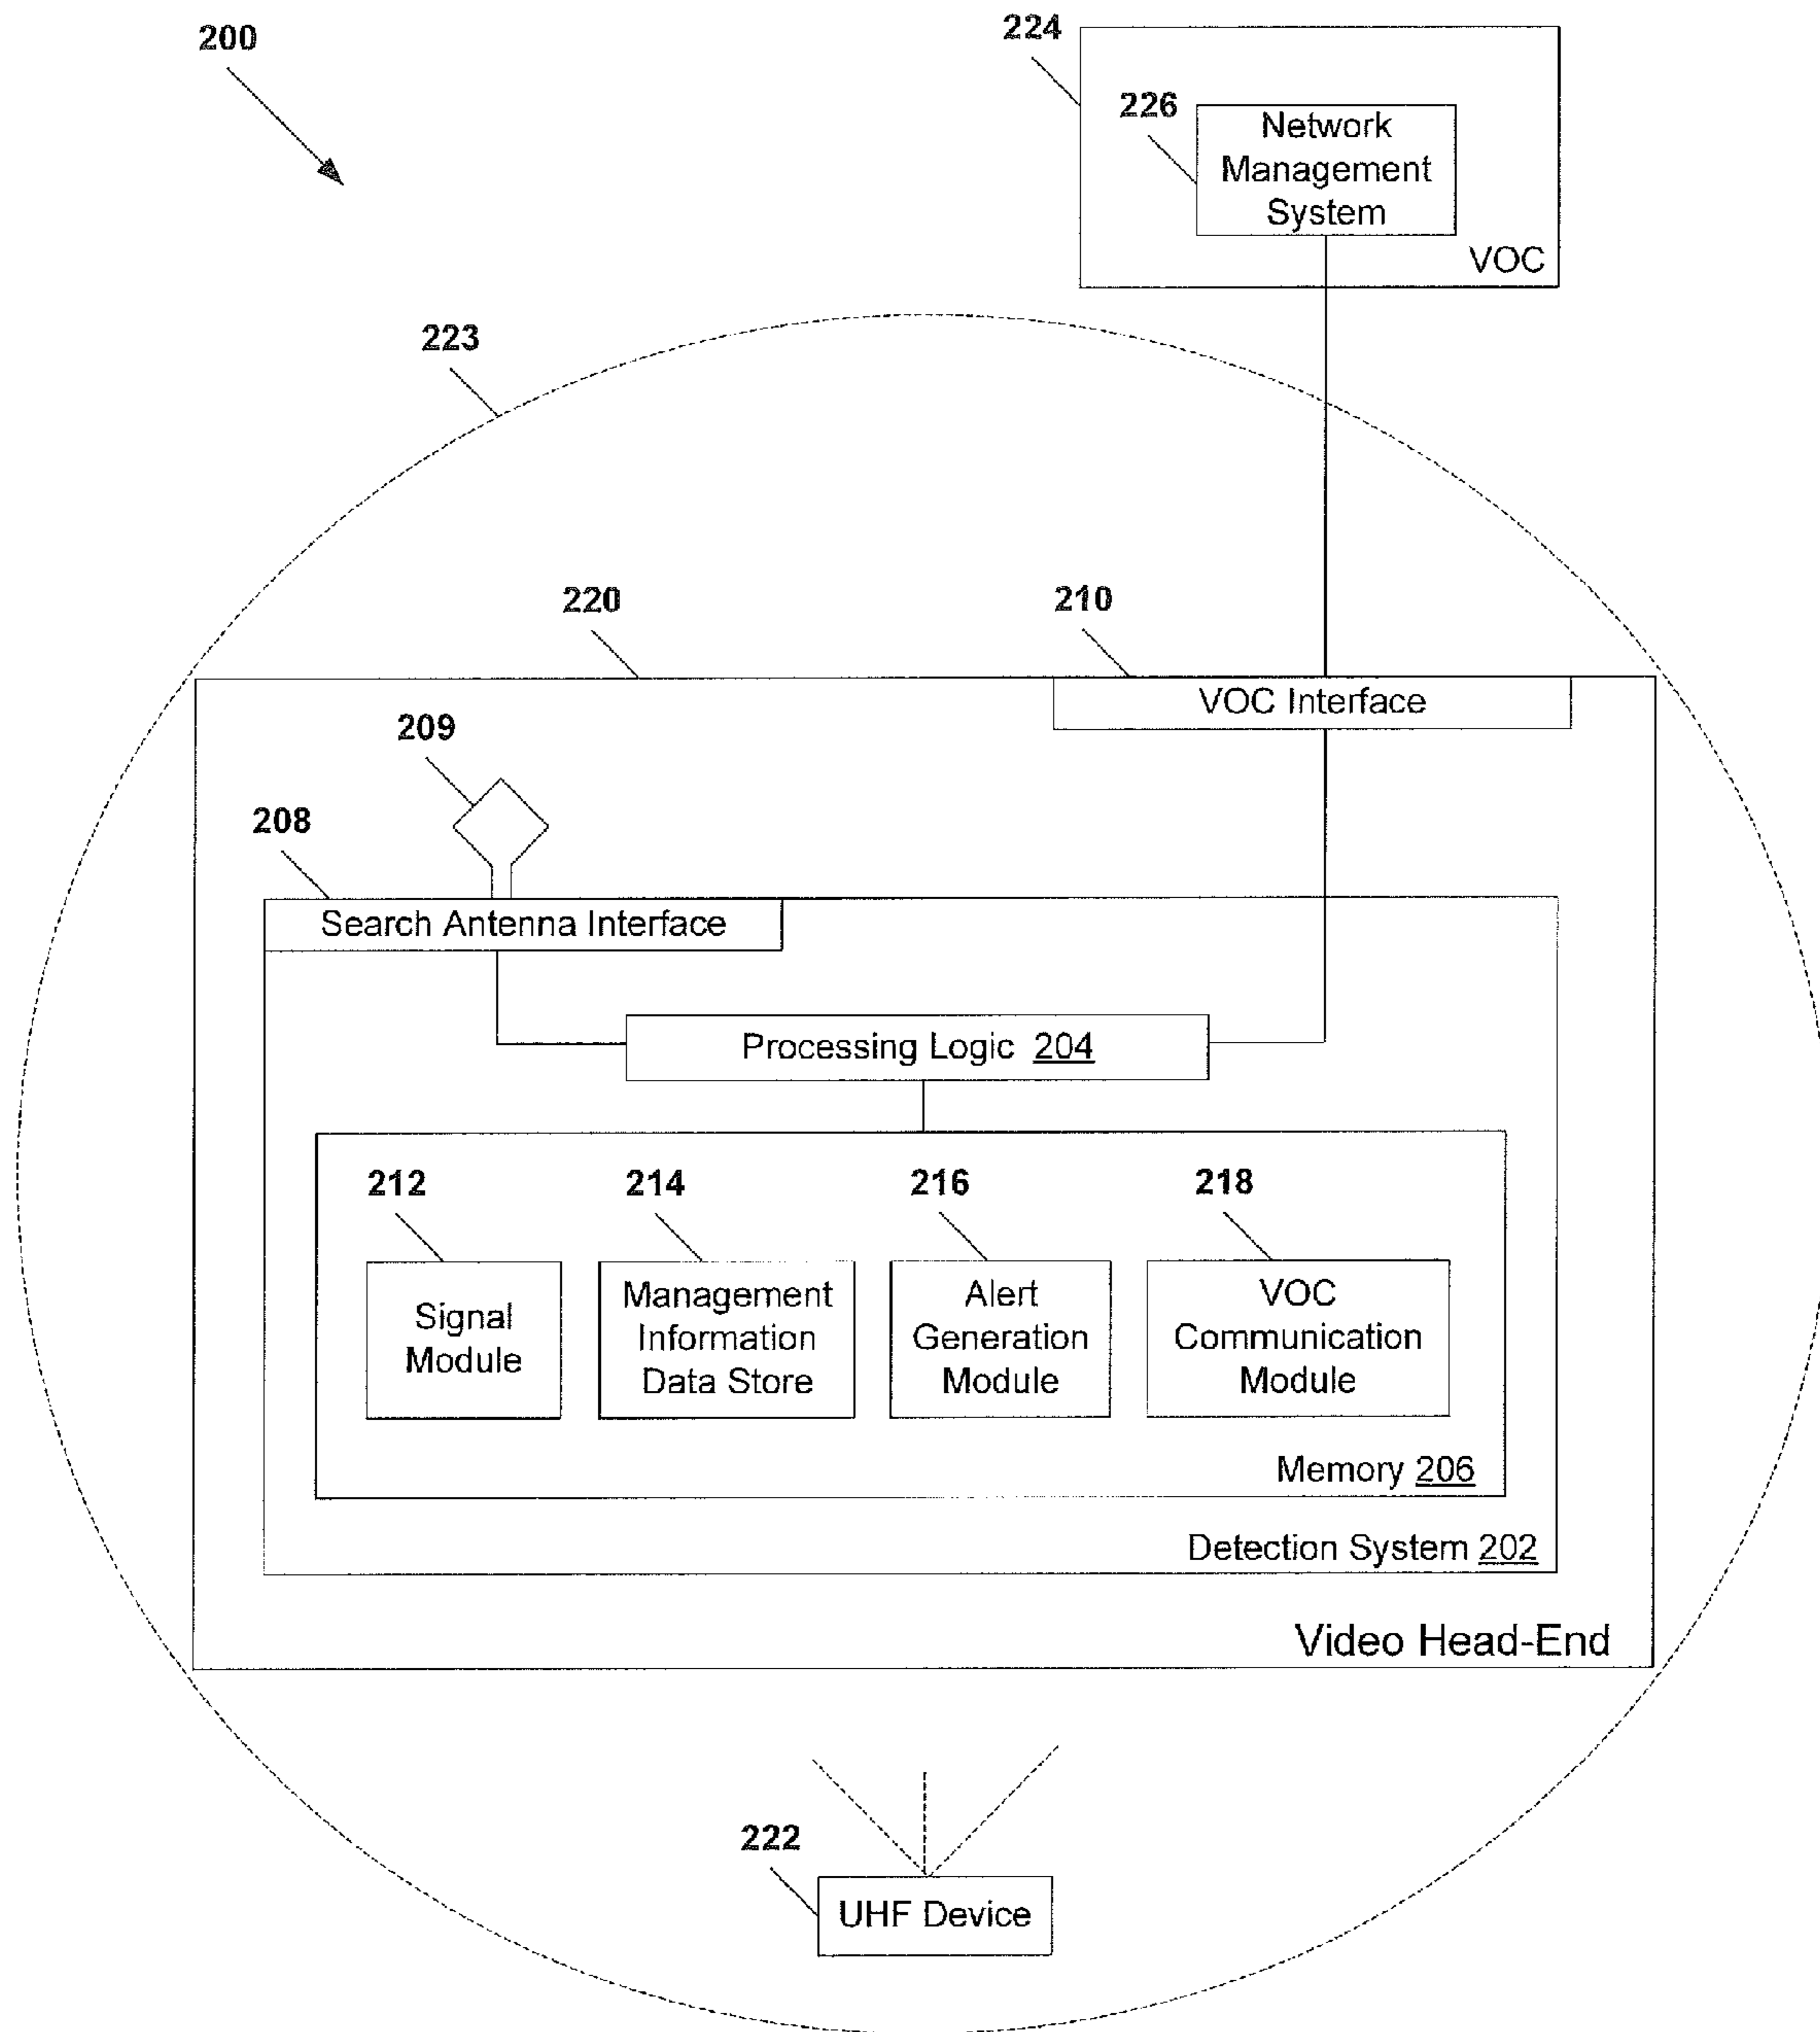 200
224
226
Network
Management
System
VOC
223
220
210
VOC Interface
209
208
Search Antenna Interface
Processing Logic 204
212
214
216
218
Signal
Module
Management
Information
Data Store
Alert
Generation
Module
VOC
Communication
Module
Memory 206
Detection System 202
Video Head-End
222
UHF Device